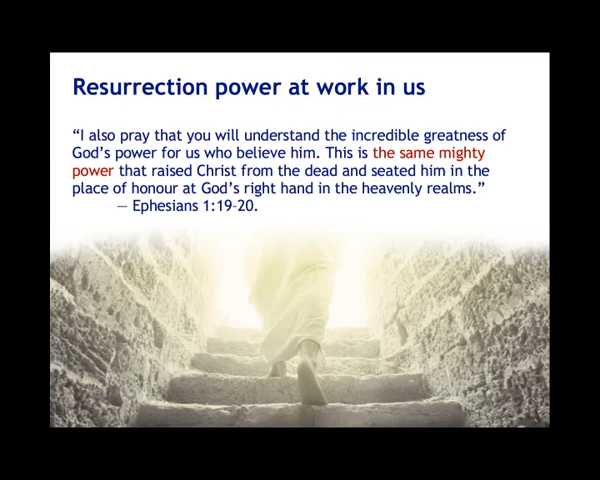 Resurrection power at work in us
“I also pray that you will understand the incredible greatness of
God’s power for us who believe him. This is the same mighty
power that raised Christ from the dead and seated him in the
place of honour at God’s right hand in the heavenly realms.”
— Ephesians 1:19-20.